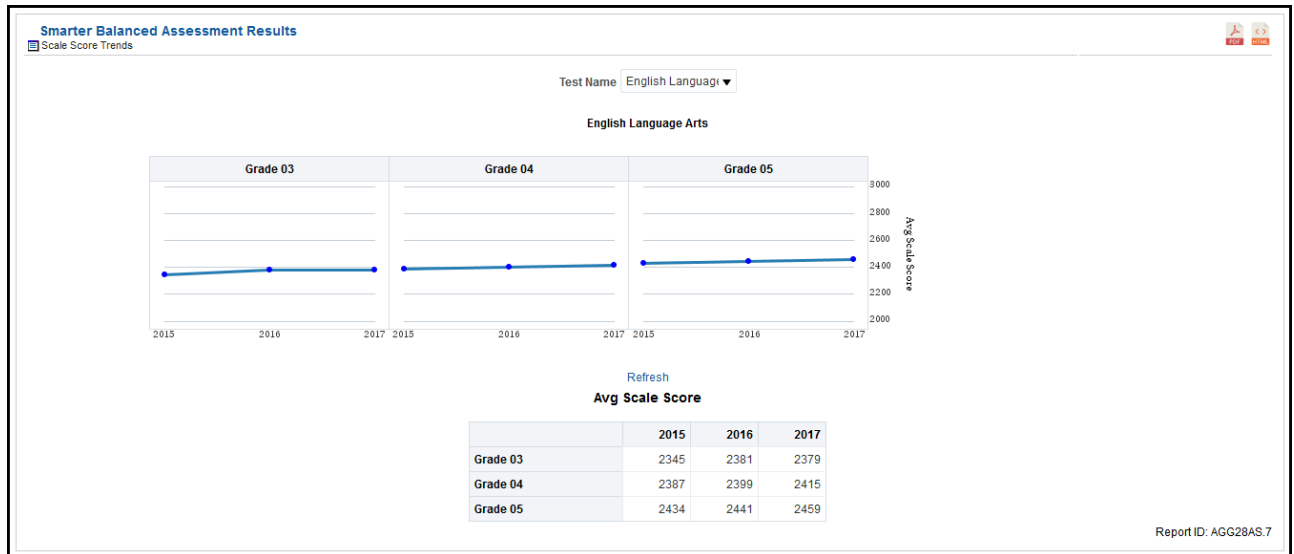 Smarter Balanced Assessment Results
Scale Score Trends
PDF HTML
Test Name English Language
English Language Arts
Grade 03 Grade 04 Grade 05
3000
2800
2600
2400
2200
2000
Avg Scale Score
2015 2016 2017 2015 2016 2017 2015 2016 2017
Refresh
Avg Scale Score
2015 2016 2017
Grade 03 2345 2381 2379
Grade 04 2387 2399 2415
Grade 05 2434 2441 2459
Report ID: AGG28AS.7